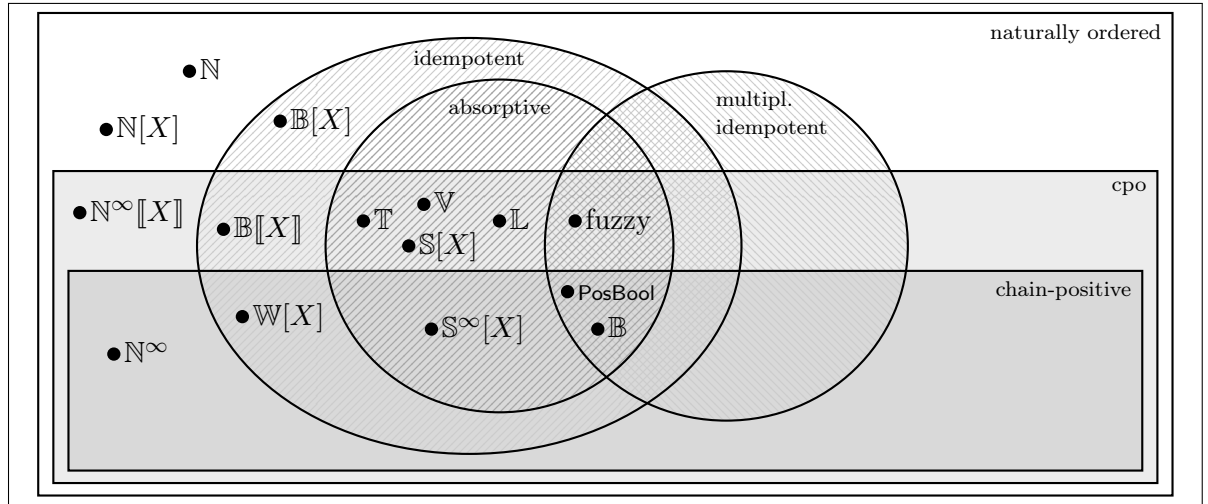 naturally ordered
idempotent
ℕ
absorptive
multipl.
idempotent
𝔹[X]
ℕ[X]
cpo
ℕ∞⟦X⟧
𝔹⟦X⟧
𝕋
𝕍
𝕃
fuzzy
𝕊[X]
chain-positive
PosBool
𝕎[X]
𝕊∞[X]
𝔹
ℕ∞